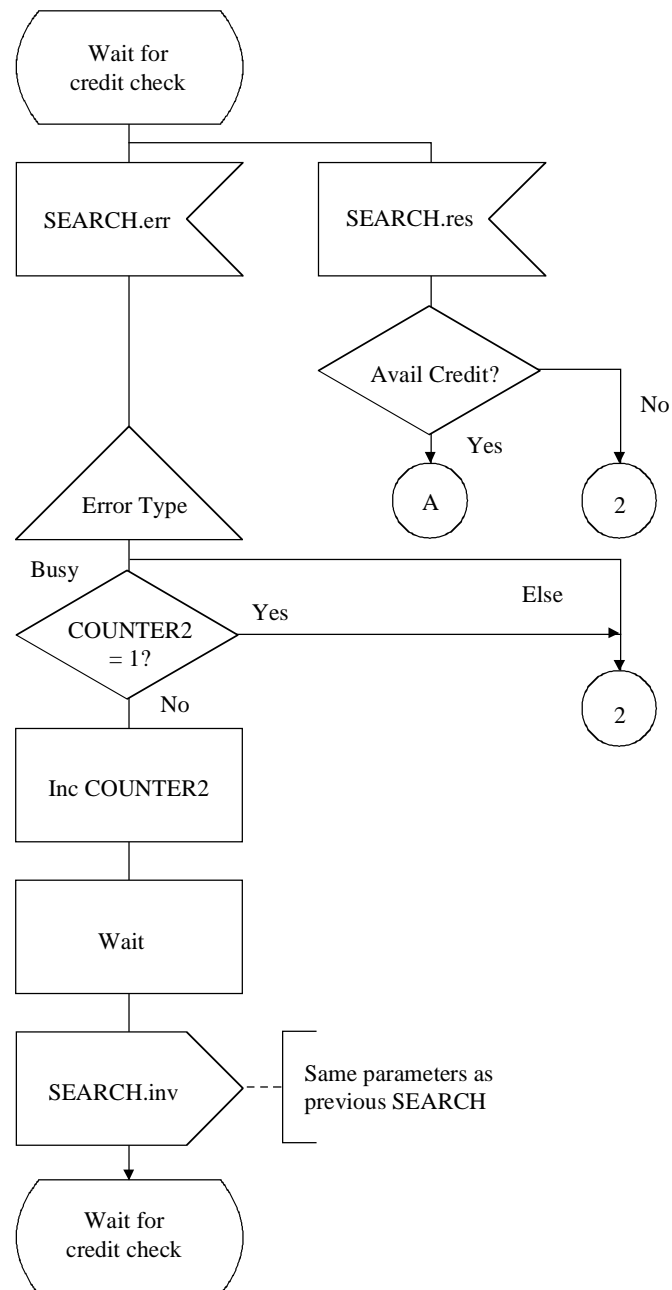 Wait for
credit check
SEARCH.err
SEARCH.res
Avail Credit?
No
Yes
A
2
Error Type
Busy
Else
COUNTER2
= 1?
Yes
No
2
Inc COUNTER2
Wait
SEARCH.inv
Same parameters as
previous SEARCH
Wait for
credit check